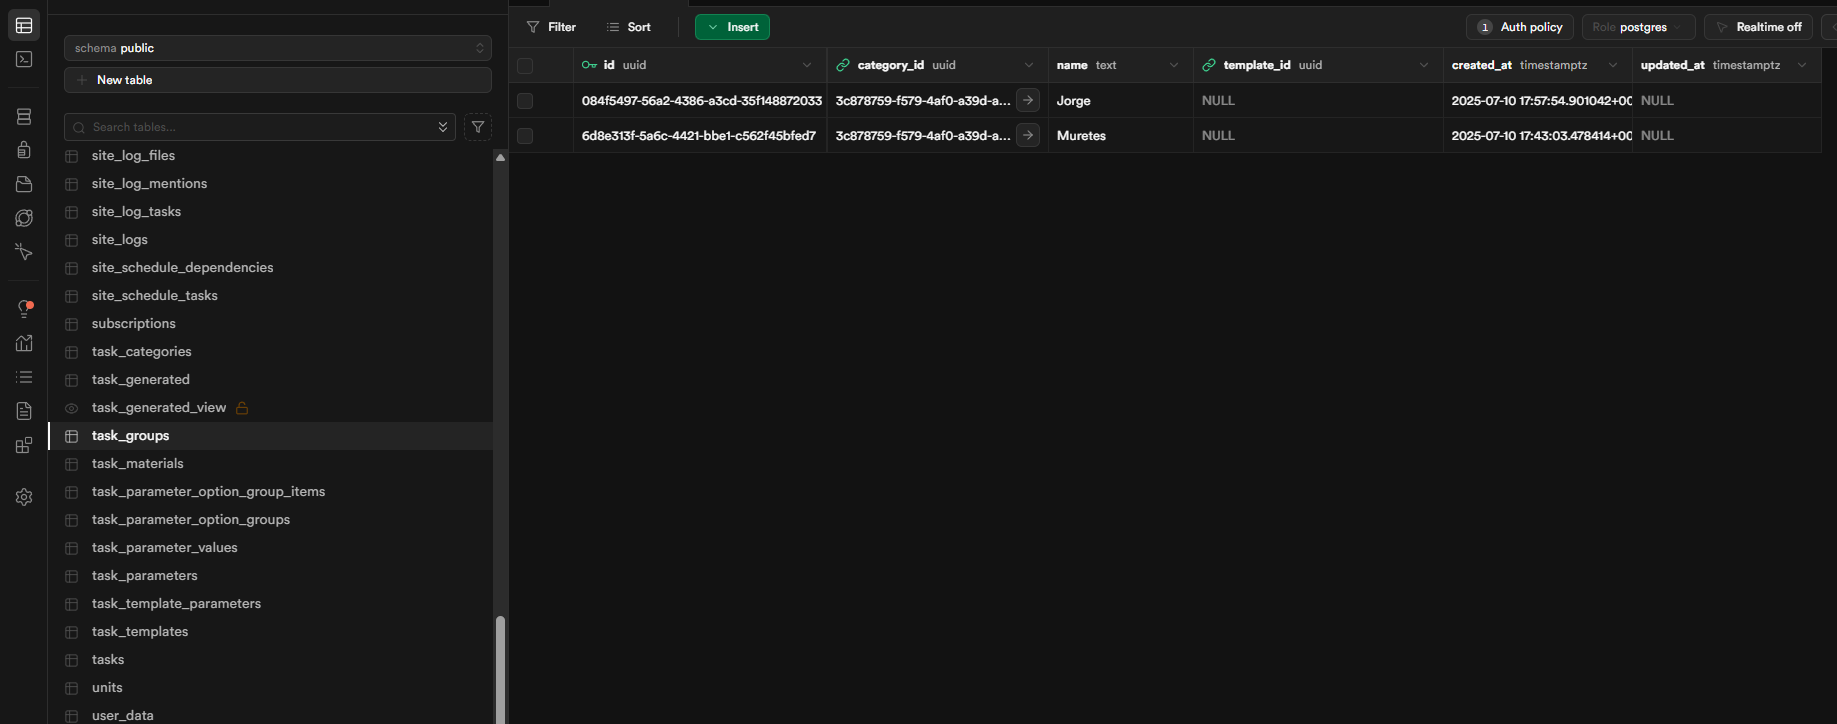 schema public
New table
Search tables...
site_log_files
site_log_mentions
site_log_tasks
site_logs
site_schedule_dependencies
site_schedule_tasks
subscriptions
task_categories
task_generated
task_generated_view
task_groups
task_materials
task_parameter_option_group_items
task_parameter_option_groups
task_parameter_values
task_parameters
task_template_parameters
task_templates
tasks
units
user_data
Filter Sort Insert 1 Auth policy Role postgres Realtime off
id uuid category_id uuid name text template_id uuid created_at timestamptz updated_at timestamptz
084f5497-56a2-4386-a3cd-35f148872033 3c878759-f579-4af0-a39d-a... Jorge NULL 2025-07-10 17:57:54.901042+00 NULL
6d8e313f-5a6c-4421-bbe1-c562f45bfed7 3c878759-f579-4af0-a39d-a... Muretes NULL 2025-07-10 17:43:03.478414+00 NULL